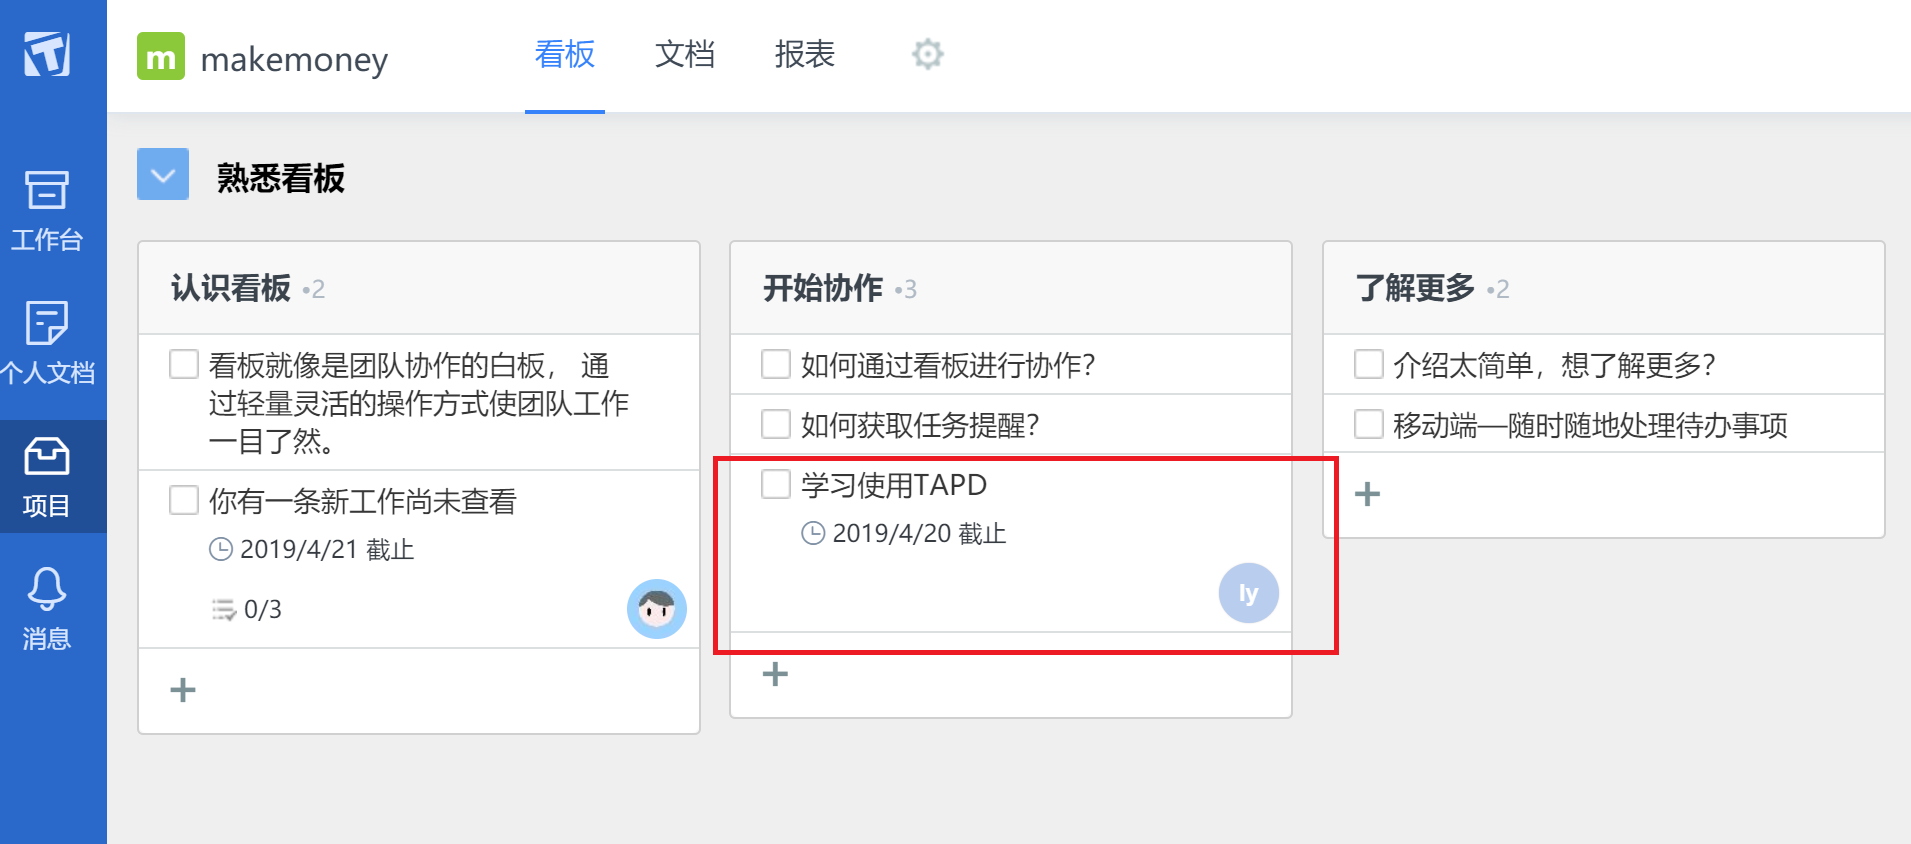 m makemoney 看板 文档 报表
工作台
个人文档
项目
消息
熟悉看板
认识看板 •2
看板就像是团队协作的白板， 通
过轻量灵活的操作方式使团队工作
一目了然。
你有一条新工作尚未查看
2019/4/21 截止
0/3
开始协作 •3
如何通过看板进行协作？
如何获取任务提醒？
学习使用TAPD
2019/4/20 截止
ly
了解更多 •2
介绍太简单，想了解更多？
移动端—随时随地处理待办事项